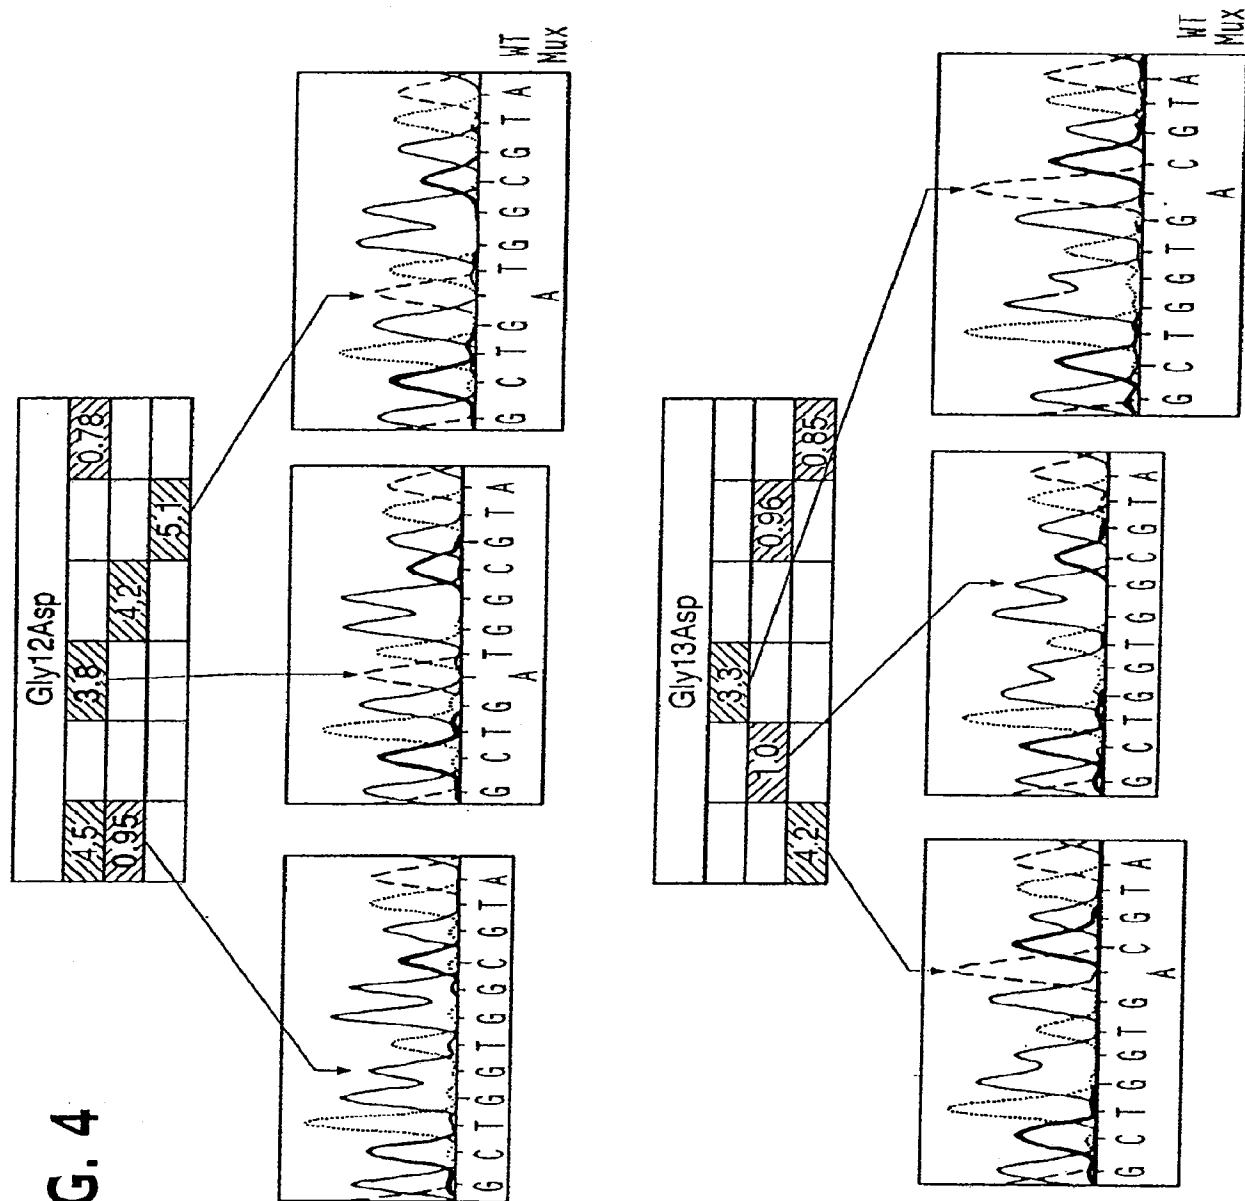 G. 4
Gly12Asp
4.5 3.8 0.78
0.95 4.2
5.1
G C T G G T G G C G T A
G C T G T G G C G T A
A
G C T G T G G C G T A WT
A Mux
Gly13Asp
3.3
1.0 0.96
4.2 0.85
G C T G G T G C G T A
A
G C T G G T G G C G T A
G C T G G T G C G T A WT
A Mux